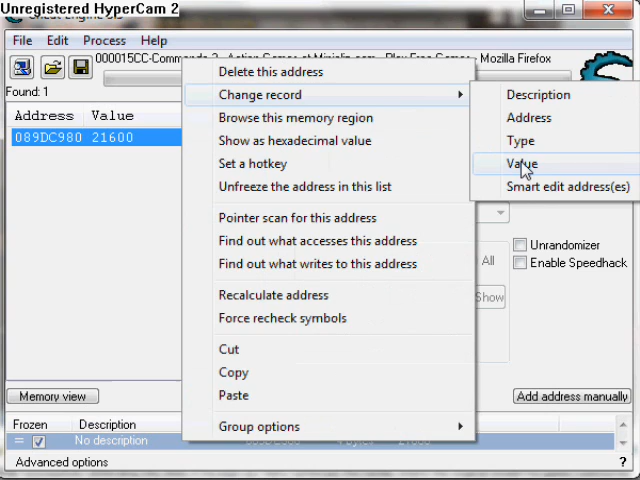 Unregistered HyperCam 2
File Edit Process Help
000015CC-Commando 2 - Action Games at Miniclip.com - Play Free Games - Mozilla Firefox
Found: 1
Address Value
089DC980 21600
Delete this address
Change record
Browse this memory region
Show as hexadecimal value
Set a hotkey
Unfreeze the address in this list
Pointer scan for this address
Find out what accesses this address
Find out what writes to this address
Recalculate address
Force recheck symbols
Cut
Copy
Paste
Group options
Description
Address
Type
Value
Smart edit address(es)
Unrandomizer
All
Enable Speedhack
Show
Memory view
Add address manually
Frozen Description
= No description
Advanced options
?